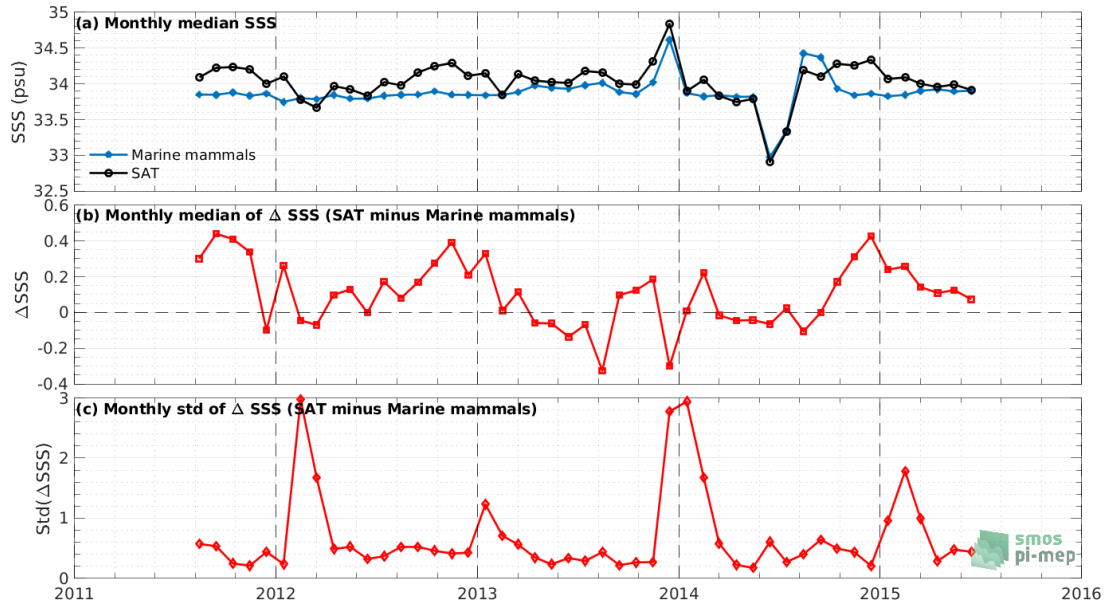 (a) Monthly median SSS
35
34.5
34
33.5
33
32.5
SSS (psu)
Marine mammals
SAT
(b) Monthly median of Δ SSS (SAT minus Marine mammals)
0.6
0.4
0.2
0
-0.2
-0.4
ΔSSS
(c) Monthly std of Δ SSS (SAT minus Marine mammals)
3
2
1
0
Std(ΔSSS)
smos
pi-mep
2011 2012 2013 2014 2015 2016